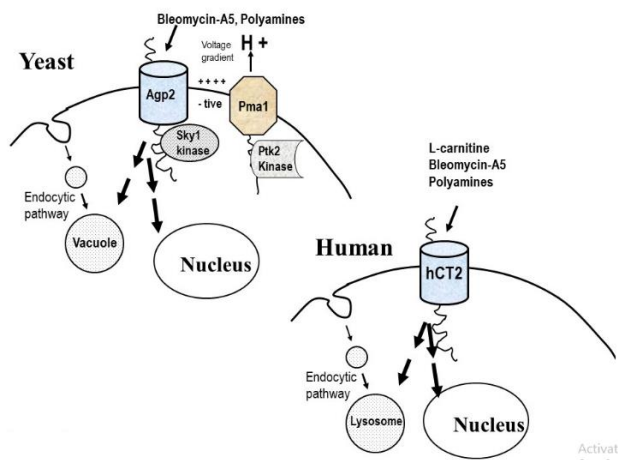 Bleomycin-A5, Polyamines
Voltage
gradient
H +
Yeast
Agp2
+ + + +
- tive
Pma1
Sky1
kinase
Ptk2
Kinase
Endocytic
pathway
Vacuole
Nucleus
L-carnitine
Bleomycin-A5
Polyamines
Human
hCT2
Endocytic
pathway
Lysosome
Nucleus
Activat